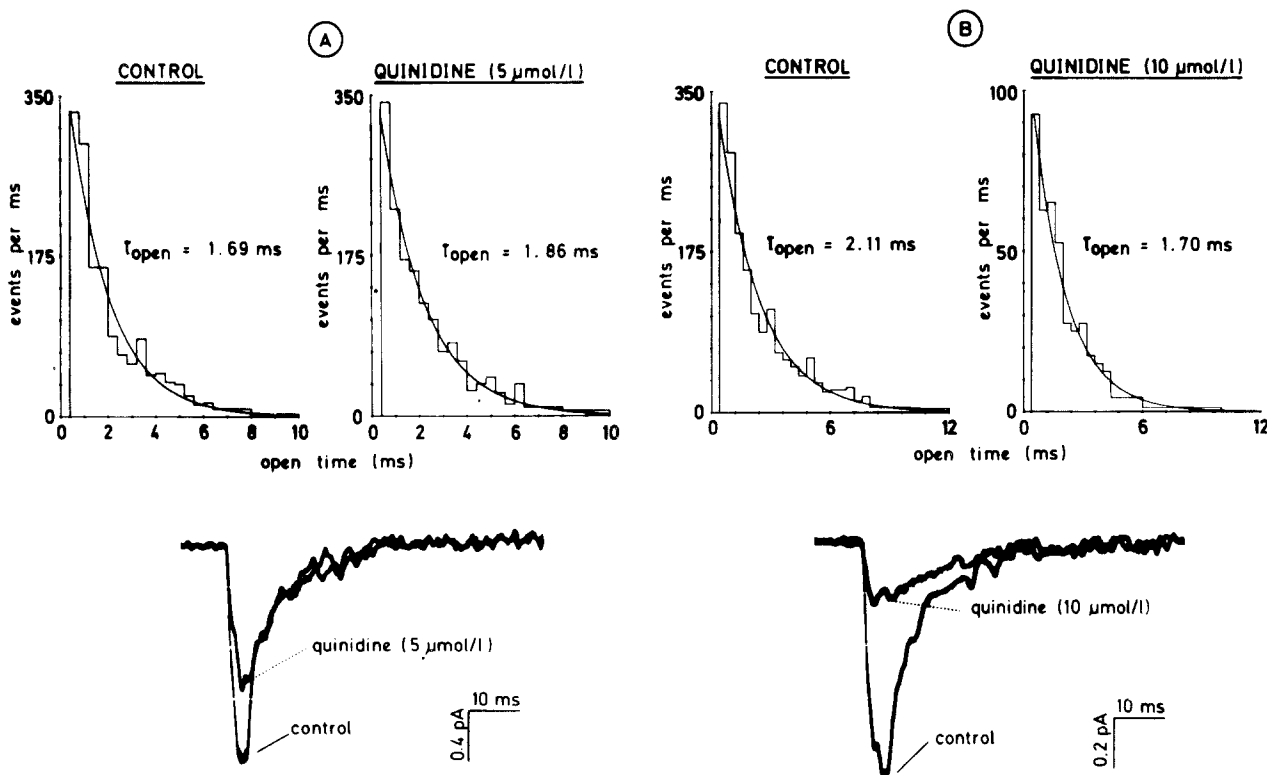 A
CONTROL
QUINIDINE (5 µmol/l)
350
175
0
events per ms
τopen = 1.69 ms
0 2 4 6 8 10
350
175
0
events per ms
τopen = 1.86 ms
0 2 4 6 8 10
open time (ms)
quinidine (5 µmol/l)
control
0.4 pA
10 ms
B
CONTROL
QUINIDINE (10 µmol/l)
350
175
0
events per ms
τopen = 2.11 ms
0 6 12
100
50
0
events per ms
τopen = 1.70 ms
0 6 12
open time (ms)
quinidine (10 µmol/l)
control
0.2 pA
10 ms